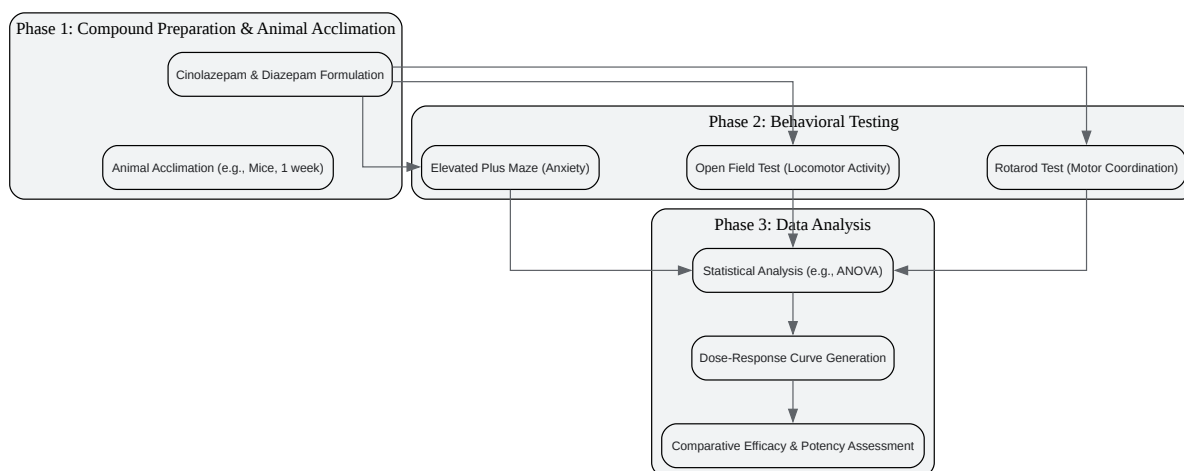 Phase 1: Compound Preparation & Animal Acclimation
Cinolazepam & Diazepam Formulation
Animal Acclimation (e.g., Mice, 1 week)
Phase 2: Behavioral Testing
Elevated Plus Maze (Anxiety)
Open Field Test (Locomotor Activity)
Rotarod Test (Motor Coordination)
Phase 3: Data Analysis
Statistical Analysis (e.g., ANOVA)
Dose-Response Curve Generation
Comparative Efficacy & Potency Assessment